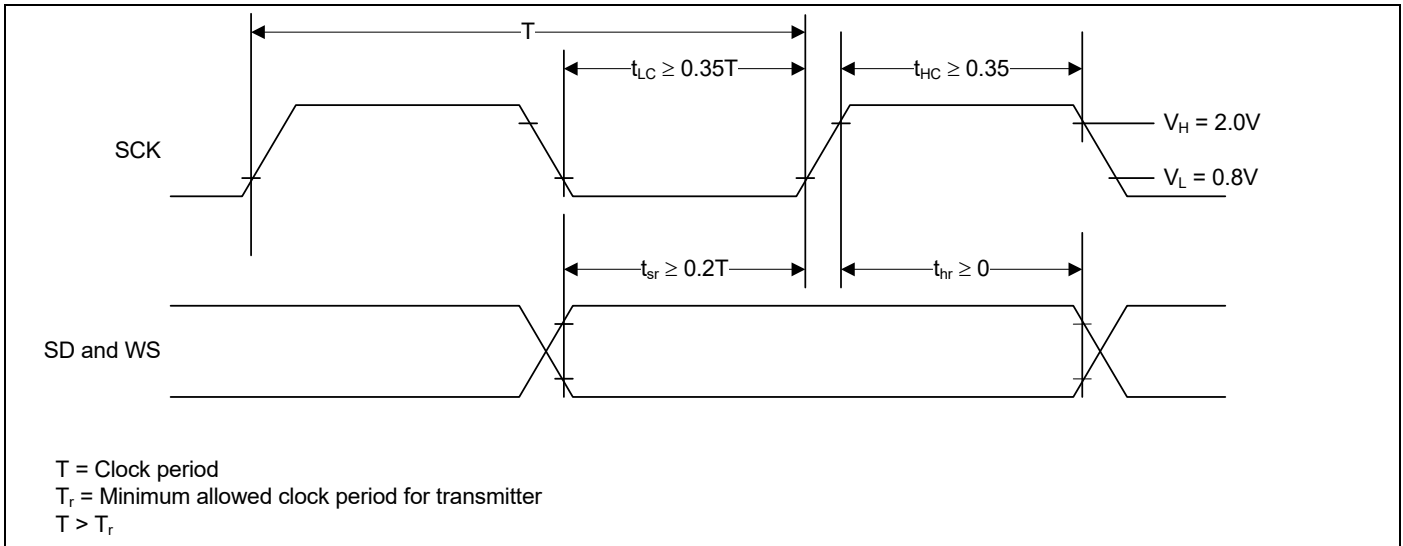 T
t_LC ≥ 0.35T
t_HC ≥ 0.35
SCK
V_H = 2.0V
V_L = 0.8V
t_sr ≥ 0.2T
t_hr ≥ 0
SD and WS
T = Clock period
T_r = Minimum allowed clock period for transmitter
T > T_r